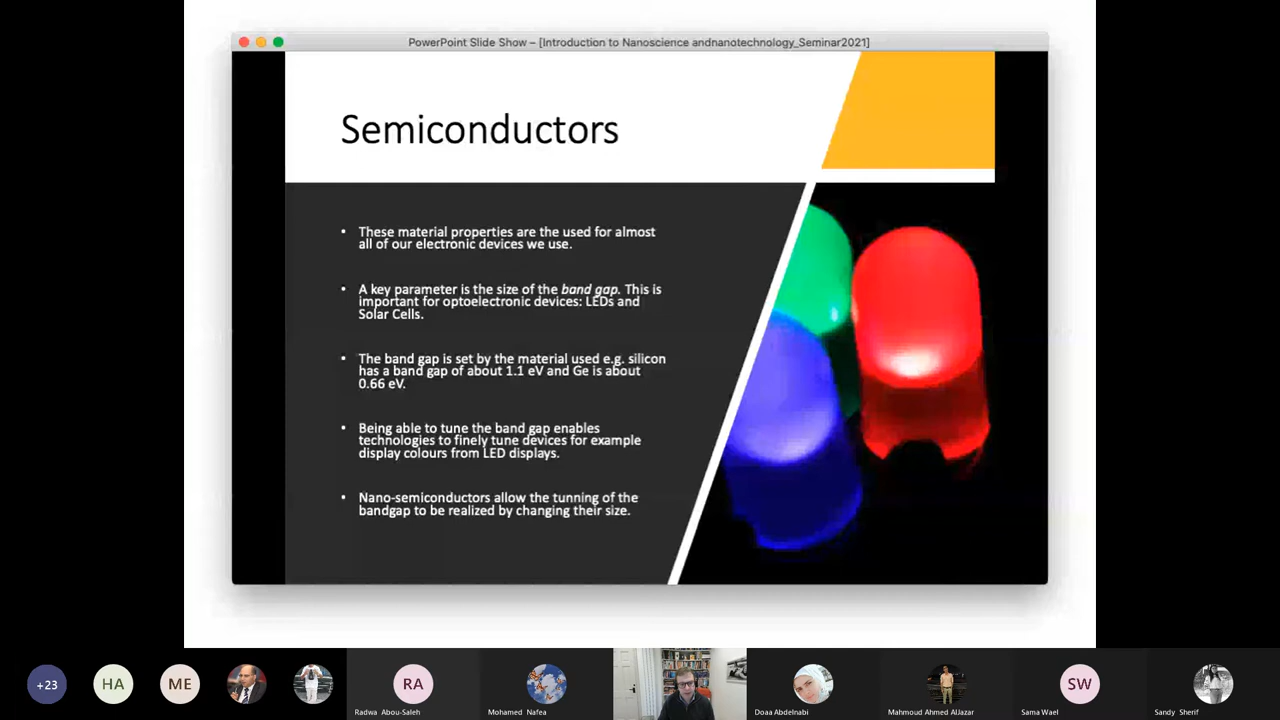 PowerPoint Slide Show – [Introduction to Nanoscience andnanotechnology_Seminar2021]
Semiconductors
• These material properties are the used for almost
all of our electronic devices we use.
• A key parameter is the size of the band gap. This is
important for optoelectronic devices: LEDs and
Solar Cells.
• The band gap is set by the material used e.g. silicon
has a band gap of about 1.1 eV and Ge is about
0.66 eV.
• Being able to tune the band gap enables
technologies to finely tune devices for example
display colours from LED displays.
• Nano-semiconductors allow the tunning of the
bandgap to be realized by changing their size.
+23
HA
ME
RA
SW
Radwa Abou-Saleh
Mohamed Nafea
Doaa Abdelnabi
Mahmoud Ahmed AlJazar
Sama Wael
Sandy Sherif